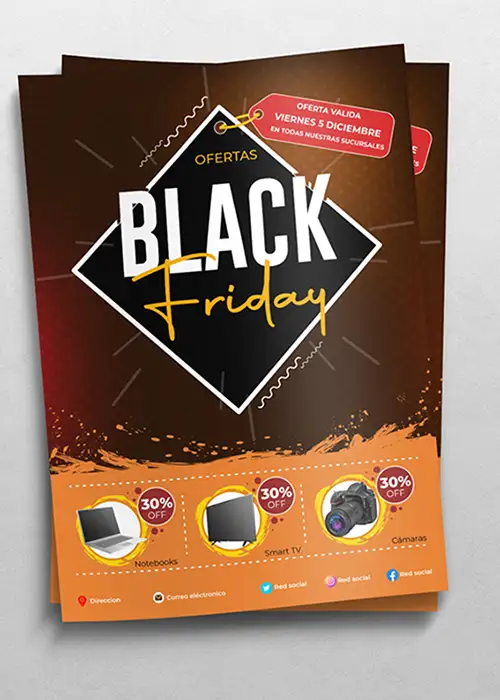 OFERTA VALIDA
VIERNES 5 DICIEMBRE
EN TODAS NUESTRAS SUCURSALES
OFERTAS
BLACK
Friday
30%
OFF
30%
OFF
30%
OFF
Notebooks
Smart TV
Cámaras
Direccion
Correo eléctronico
Red social
Red social
Red social